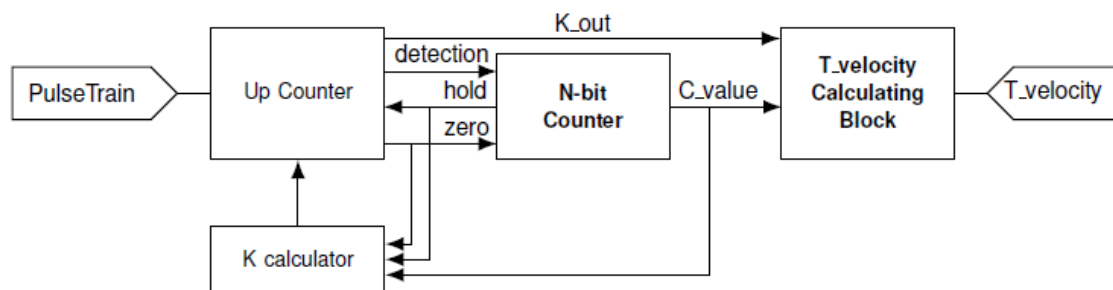 K_out
detection
PulseTrain
Up Counter
hold
zero
N-bit
Counter
C_value
T_velocity
Calculating
Block
T_velocity
K calculator